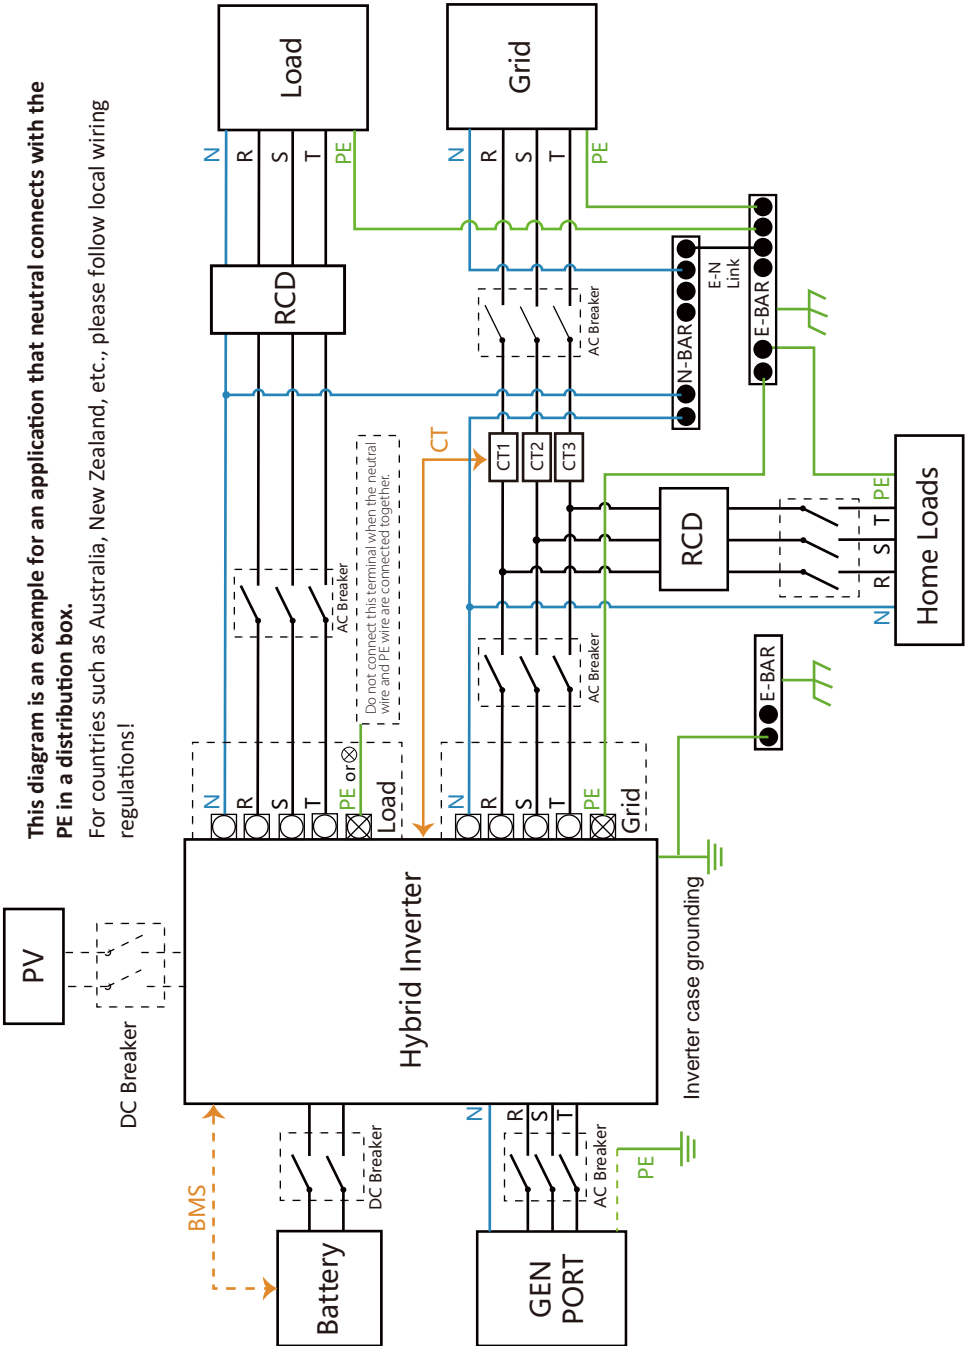 This diagram is an example for an application that neutral connects with the
PE in a distribution box.
For countries such as Australia, New Zealand, etc., please follow local wiring
regulations!
PV
DC Breaker
BMS
Battery
DC Breaker
GEN
PORT
N
R
S
T
AC Breaker
PE
Hybrid Inverter
Inverter case grounding
N
R
S
T
PE or
Load
Do not connect this terminal when the neutral
wire and PE wire are connected together.
AC Breaker
RCD
N
R
S
T
PE
Load
CT
N
R
S
T
PE
Grid
AC Breaker
CT1
CT2
CT3
AC Breaker
N
R
S
T
PE
Grid
N-BAR
E-N
Link
E-BAR
RCD
N
R
S
T
PE
Home Loads
E-BAR